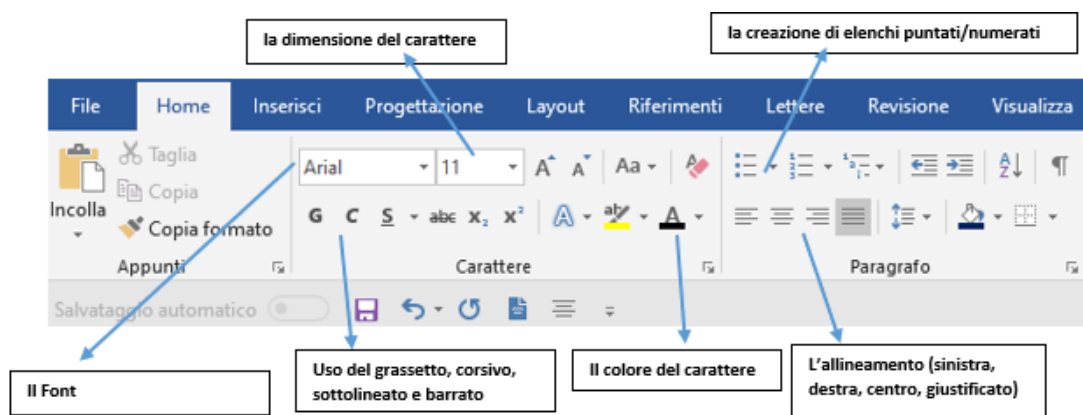 la dimensione del carattere
la creazione di elenchi puntati/numerati
File Home Inserisci Progettazione Layout Riferimenti Lettere Revisione Visualizza
Taglia
Copia
Incolla
Copia formato
Arial 11 A A Aa
G C S abc X₂ X² A ab A
Appunti Carattere Paragrafo
Salvataggio automatico
Il Font
Uso del grassetto, corsivo,
sottolineato e barrato
Il colore del carattere
L'allineamento (sinistra,
destra, centro, giustificato)